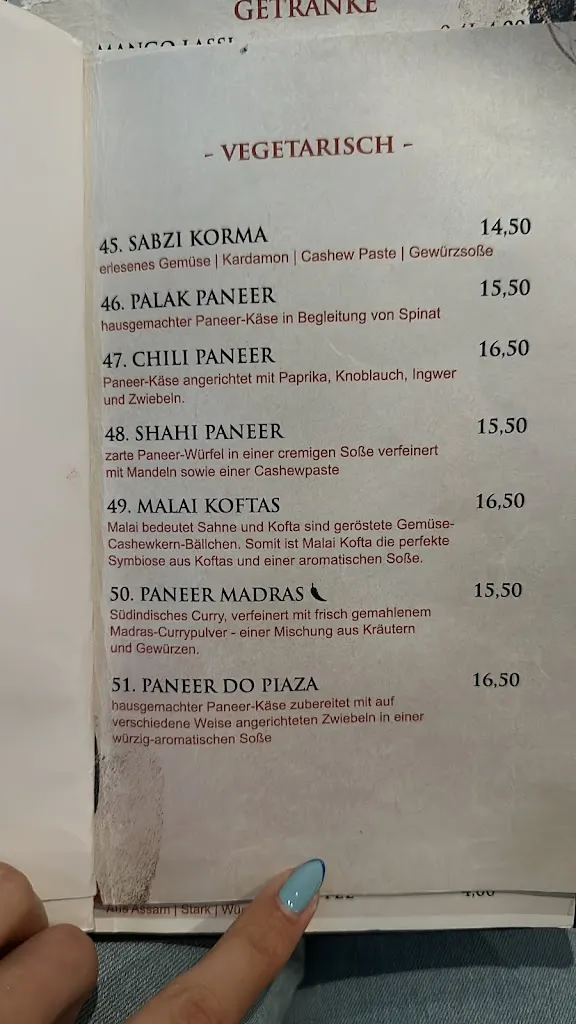 GETRÄNKE
MANGO LASSI
- VEGETARISCH -
45. SABZI KORMA 14,50
erlesenes Gemüse | Kardamon | Cashew Paste | Gewürzsoße
46. PALAK PANEER 15,50
hausgemachter Paneer-Käse in Begleitung von Spinat
47. CHILI PANEER 16,50
Paneer-Käse angerichtet mit Paprika, Knoblauch, Ingwer
und Zwiebeln.
48. SHAHI PANEER 15,50
zarte Paneer-Würfel in einer cremigen Soße verfeinert
mit Mandeln sowie einer Cashewpaste
49. MALAI KOFTAS 16,50
Malai bedeutet Sahne und Kofta sind geröstete Gemüse-
Cashewkern-Bällchen. Somit ist Malai Kofta die perfekte
Symbiose aus Koftas und einer aromatischen Soße.
50. PANEER MADRAS 15,50
Südindisches Curry, verfeinert mit frisch gemahlenem
Madras-Currypulver - einer Mischung aus Kräutern
und Gewürzen.
51. PANEER DO PIAZA 16,50
hausgemachter Paneer-Käse zubereitet mit auf
verschiedene Weise angerichteten Zwiebeln in einer
würzig-aromatischen Soße
4,00
Aus Assam | Stark |